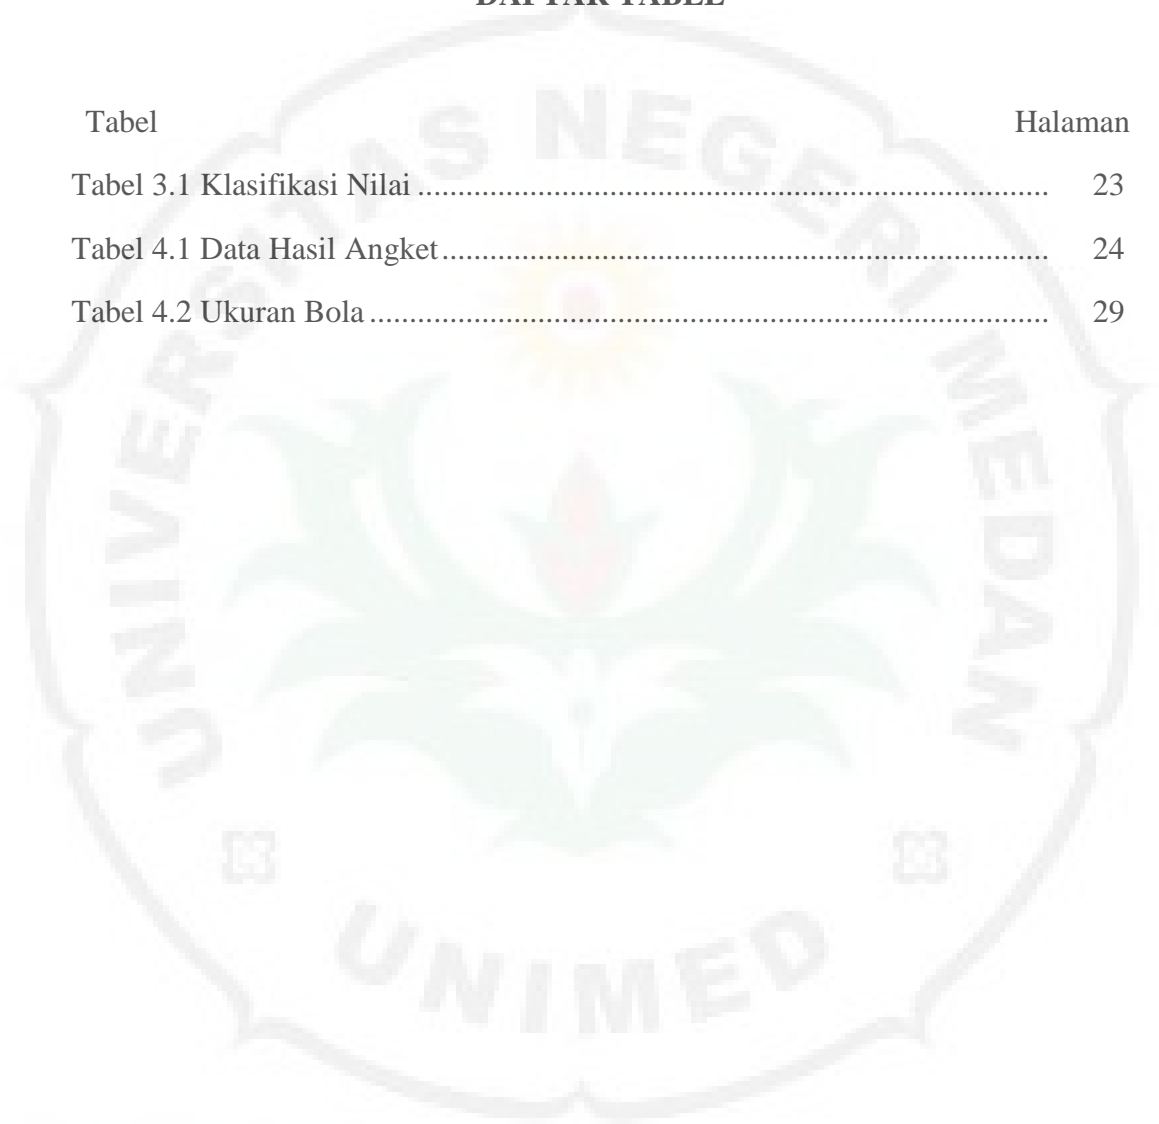 DAFTAR TABEL
Tabel Halaman
Tabel 3.1 Klasifikasi Nilai ............................................................................... 23
Tabel 4.1 Data Hasil Angket ............................................................................ 24
Tabel 4.2 Ukuran Bola ..................................................................................... 29
UNIVERSITAS NEGERI MEDAN
UNIMED